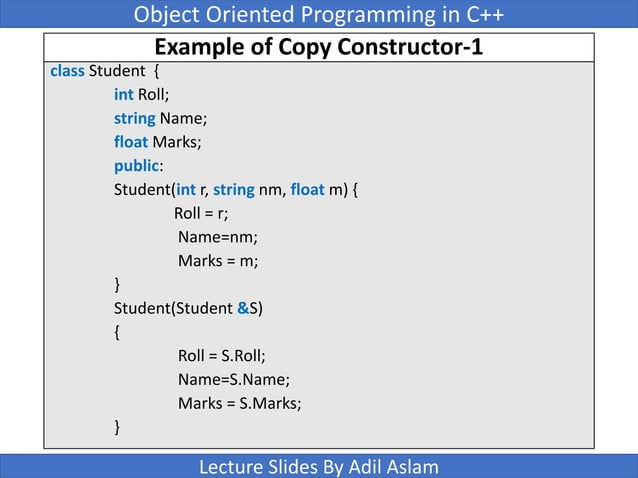 Object Oriented Programming in C++
Example of Copy Constructor-1
class Student {
int Roll;
string Name;
float Marks;
public:
Student(int r, string nm, float m) {
Roll = r;
Name=nm;
Marks = m;
}
Student(Student &S)
{
Roll = S.Roll;
Name=S.Name;
Marks = S.Marks;
}
Lecture Slides By Adil Aslam